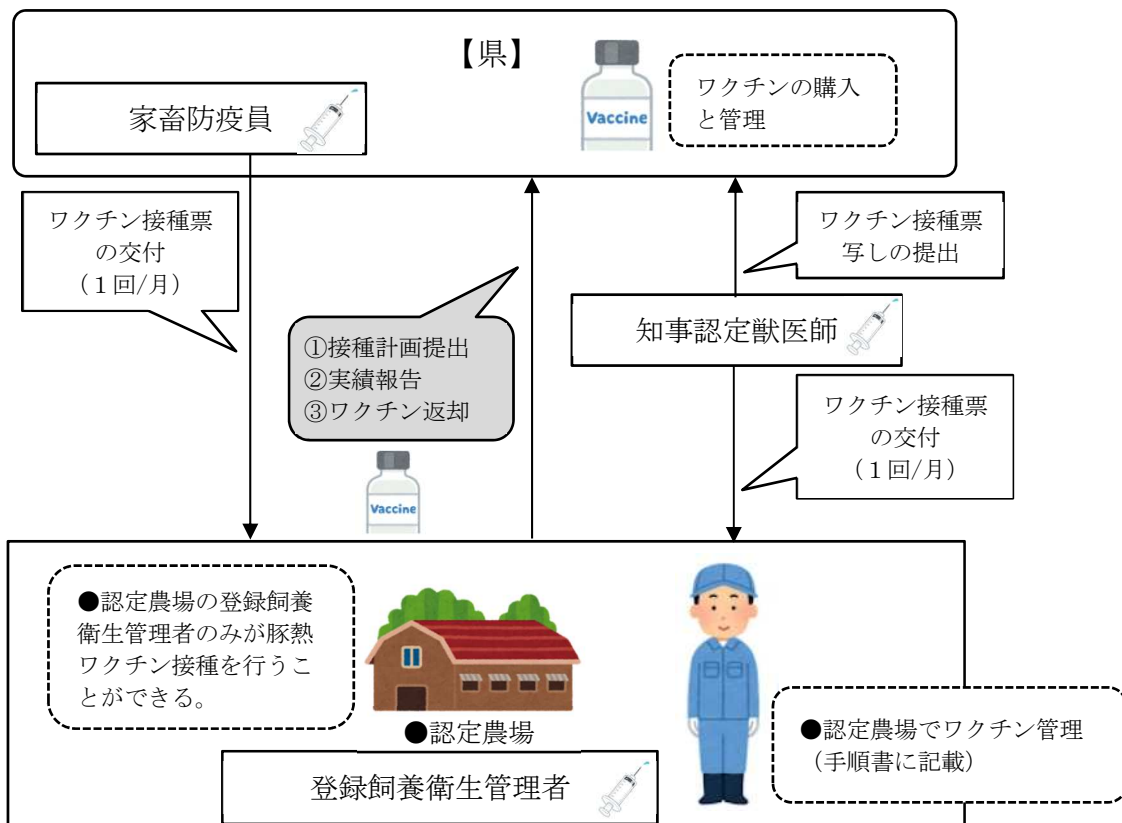 【県】
Vaccine
ワクチンの購入
と管理
家畜防疫員
ワクチン接種票
の交付
（１回/月）
ワクチン接種票
写しの提出
知事認定獣医師
①接種計画提出
②実績報告
③ワクチン返却
ワクチン接種票
の交付
（１回/月）
Vaccine
●認定農場の登録飼養
衛生管理者のみが豚熱
ワクチン接種を行うこ
とができる。
●認定農場
登録飼養衛生管理者
●認定農場でワクチン管理
（手順書に記載）